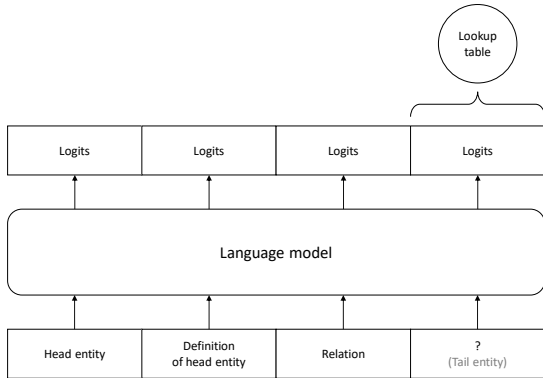 Lookup
table
Logits
Logits
Logits
Logits
Language model
Head entity
Definition
of head entity
Relation
?
(Tail entity)